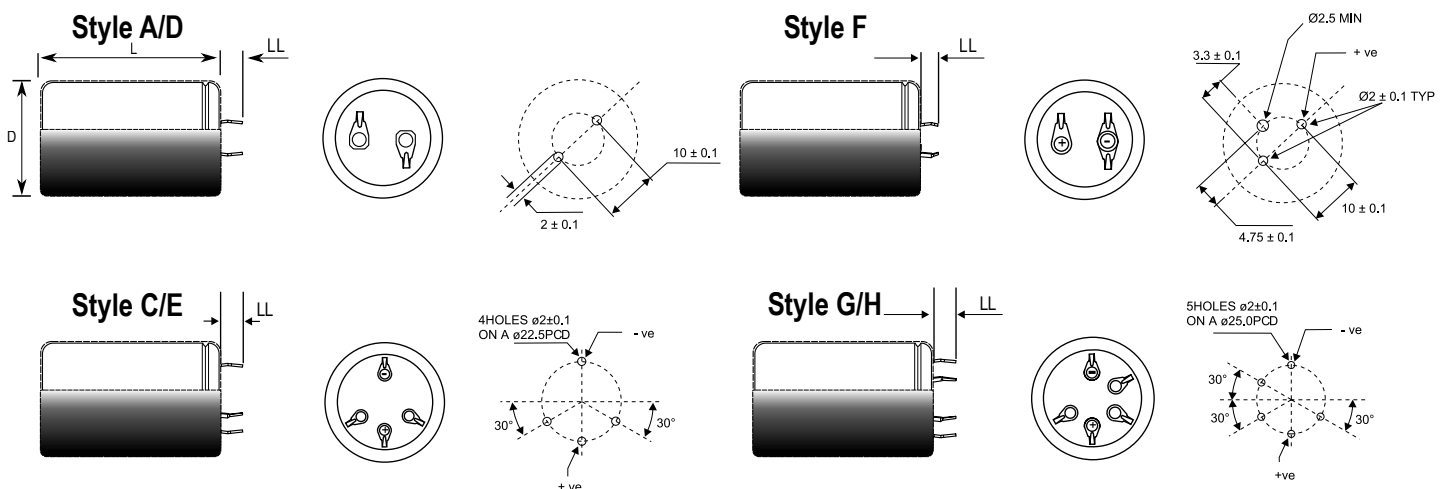 Style A/D
L
LL
D
10 ± 0.1
2 ± 0.1
Style F
LL
+
-
Ø2.5 MIN
+ ve
3.3 ± 0.1
Ø2 ± 0.1 TYP
10 ± 0.1
4.75 ± 0.1
Style C/E
LL
-
+
4HOLES ø2±0.1
ON A ø22.5PCD
- ve
30°
30°
+ ve
Style G/H
LL
-
+
5HOLES ø2±0.1
ON A ø25.0PCD
- ve
30°
30°
30°
+ve